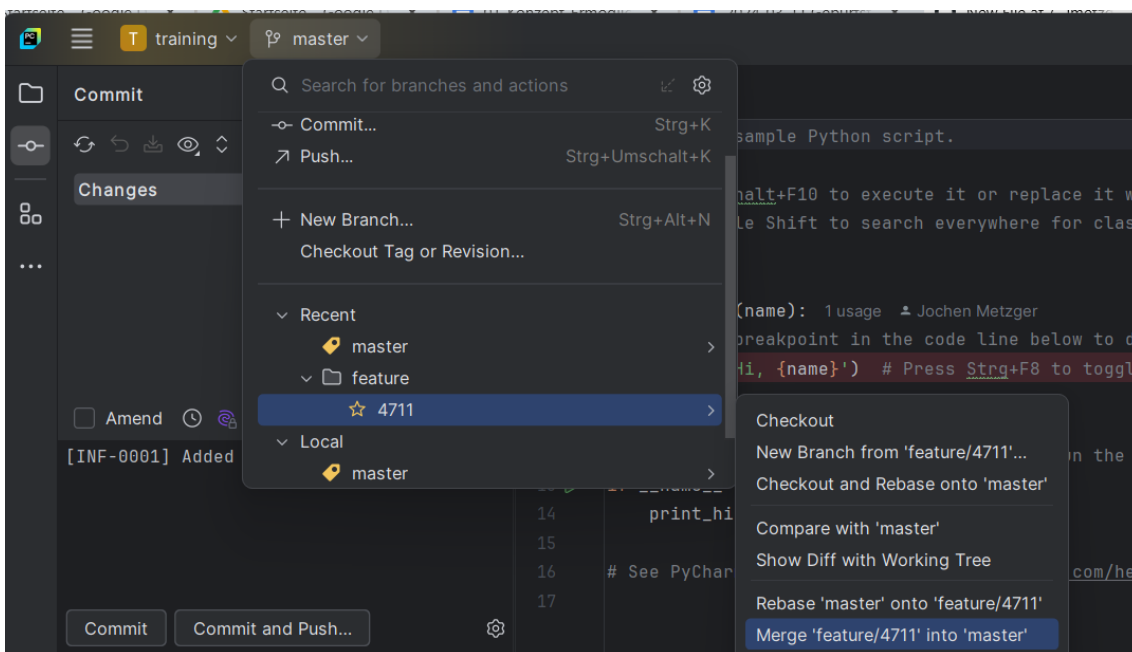 T training
master
Commit
Search for branches and actions
Commit... Strg+K
sample Python script.
Push... Strg+Umschalt+K
Changes
halt+F10 to execute it or replace it w
New Branch... Strg+Alt+N
le Shift to search everywhere for clas
Checkout Tag or Revision...
Recent
(name): 1 usage Jochen Metzger
master
breakpoint in the code line below to
feature
Hi, {name}') # Press Strg+F8 to toggl
4711
Amend
Local
[INF-0001] Added
master
Checkout
New Branch from 'feature/4711'...
n the
Checkout and Rebase onto 'master'
14 print_hi
Compare with 'master'
15
Show Diff with Working Tree
16 # See PyChar
com/he
17
Rebase 'master' onto 'feature/4711'
Commit Commit and Push...
Merge 'feature/4711' into 'master'